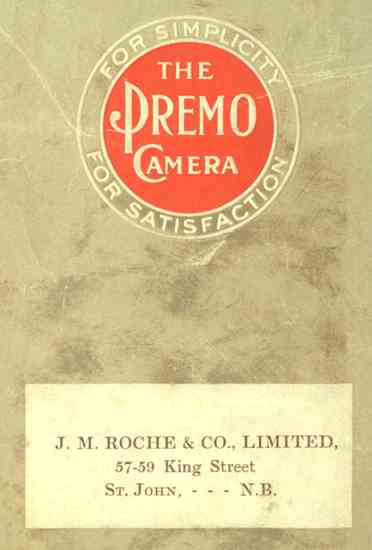 FOR SIMPLICITY
THE
PREMO
CAMERA
FOR SATISFACTION
J. M. ROCHE & CO., LIMITED,
57-59 King Street
ST. JOHN, - - - N.B.